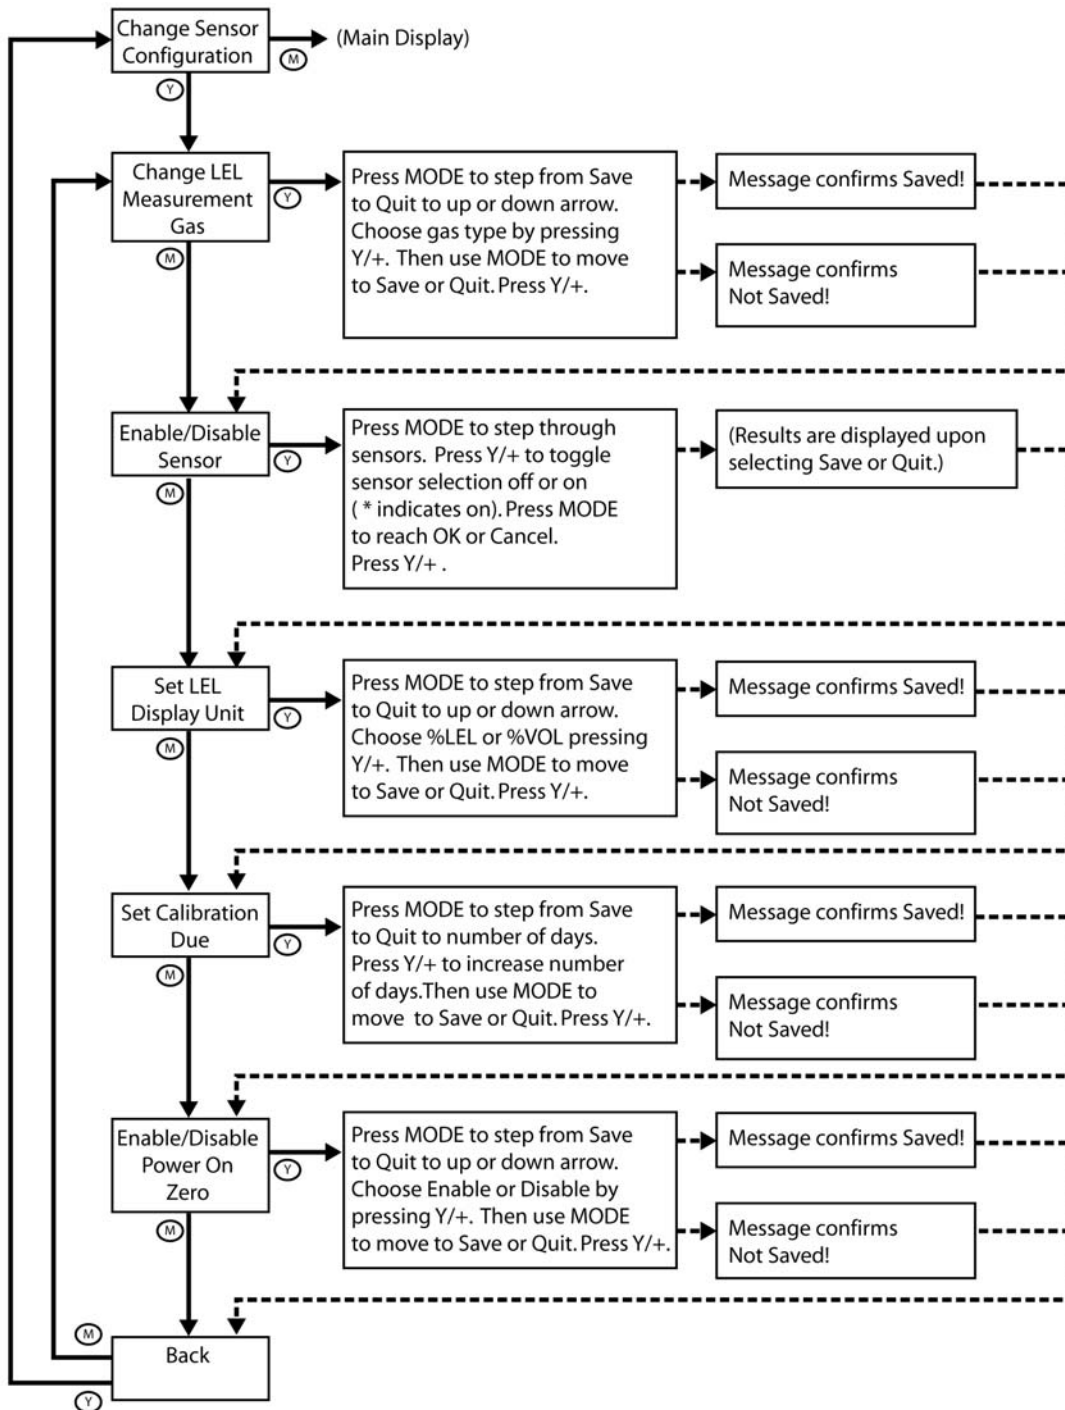 Change Sensor
Configuration
M
(Main Display)
Y
Change LEL
Measurement
Gas
Y
M
Press MODE to step from Save
to Quit to up or down arrow.
Choose gas type by pressing
Y/+. Then use MODE to move
to Save or Quit. Press Y/+.
Message confirms Saved!
Message confirms
Not Saved!
Enable/Disable
Sensor
Y
M
Press MODE to step through
sensors. Press Y/+ to toggle
sensor selection off or on
( * indicates on). Press MODE
to reach OK or Cancel.
Press Y/+ .
(Results are displayed upon
selecting Save or Quit.)
Set LEL
Display Unit
Y
M
Press MODE to step from Save
to Quit to up or down arrow.
Choose %LEL or %VOL pressing
Y/+. Then use MODE to move
to Save or Quit. Press Y/+.
Message confirms Saved!
Message confirms
Not Saved!
Set Calibration
Due
Y
M
Press MODE to step from Save
to Quit to number of days.
Press Y/+ to increase number
of days.Then use MODE to
move to Save or Quit. Press Y/+.
Message confirms Saved!
Message confirms
Not Saved!
Enable/Disable
Power On
Zero
Y
M
Press MODE to step from Save
to Quit to up or down arrow.
Choose Enable or Disable by
pressing Y/+. Then use MODE
to move to Save or Quit. Press Y/+.
Message confirms Saved!
Message confirms
Not Saved!
M
Back
Y